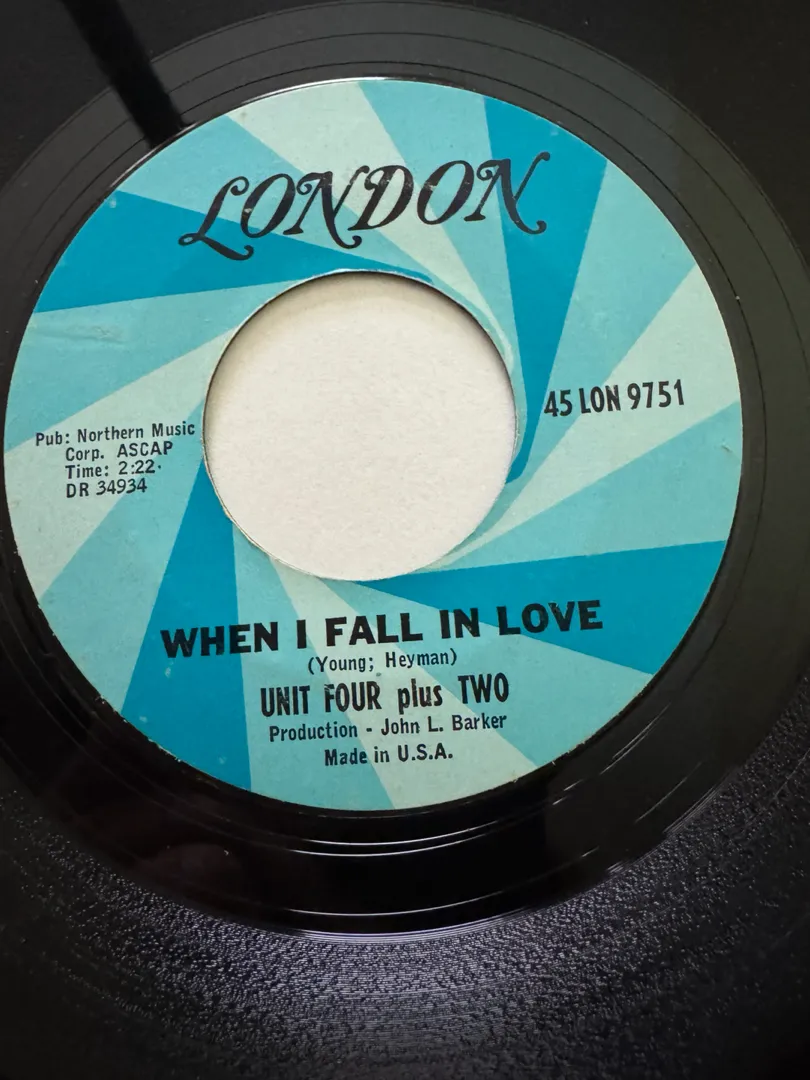 LONDON
45 LON 9751
Pub: Northern Music
Corp. ASCAP
Time: 2:22
DR 34934
WHEN I FALL IN LOVE
(Young; Heyman)
UNIT FOUR plus TWO
Production - John L. Barker
Made in U.S.A.